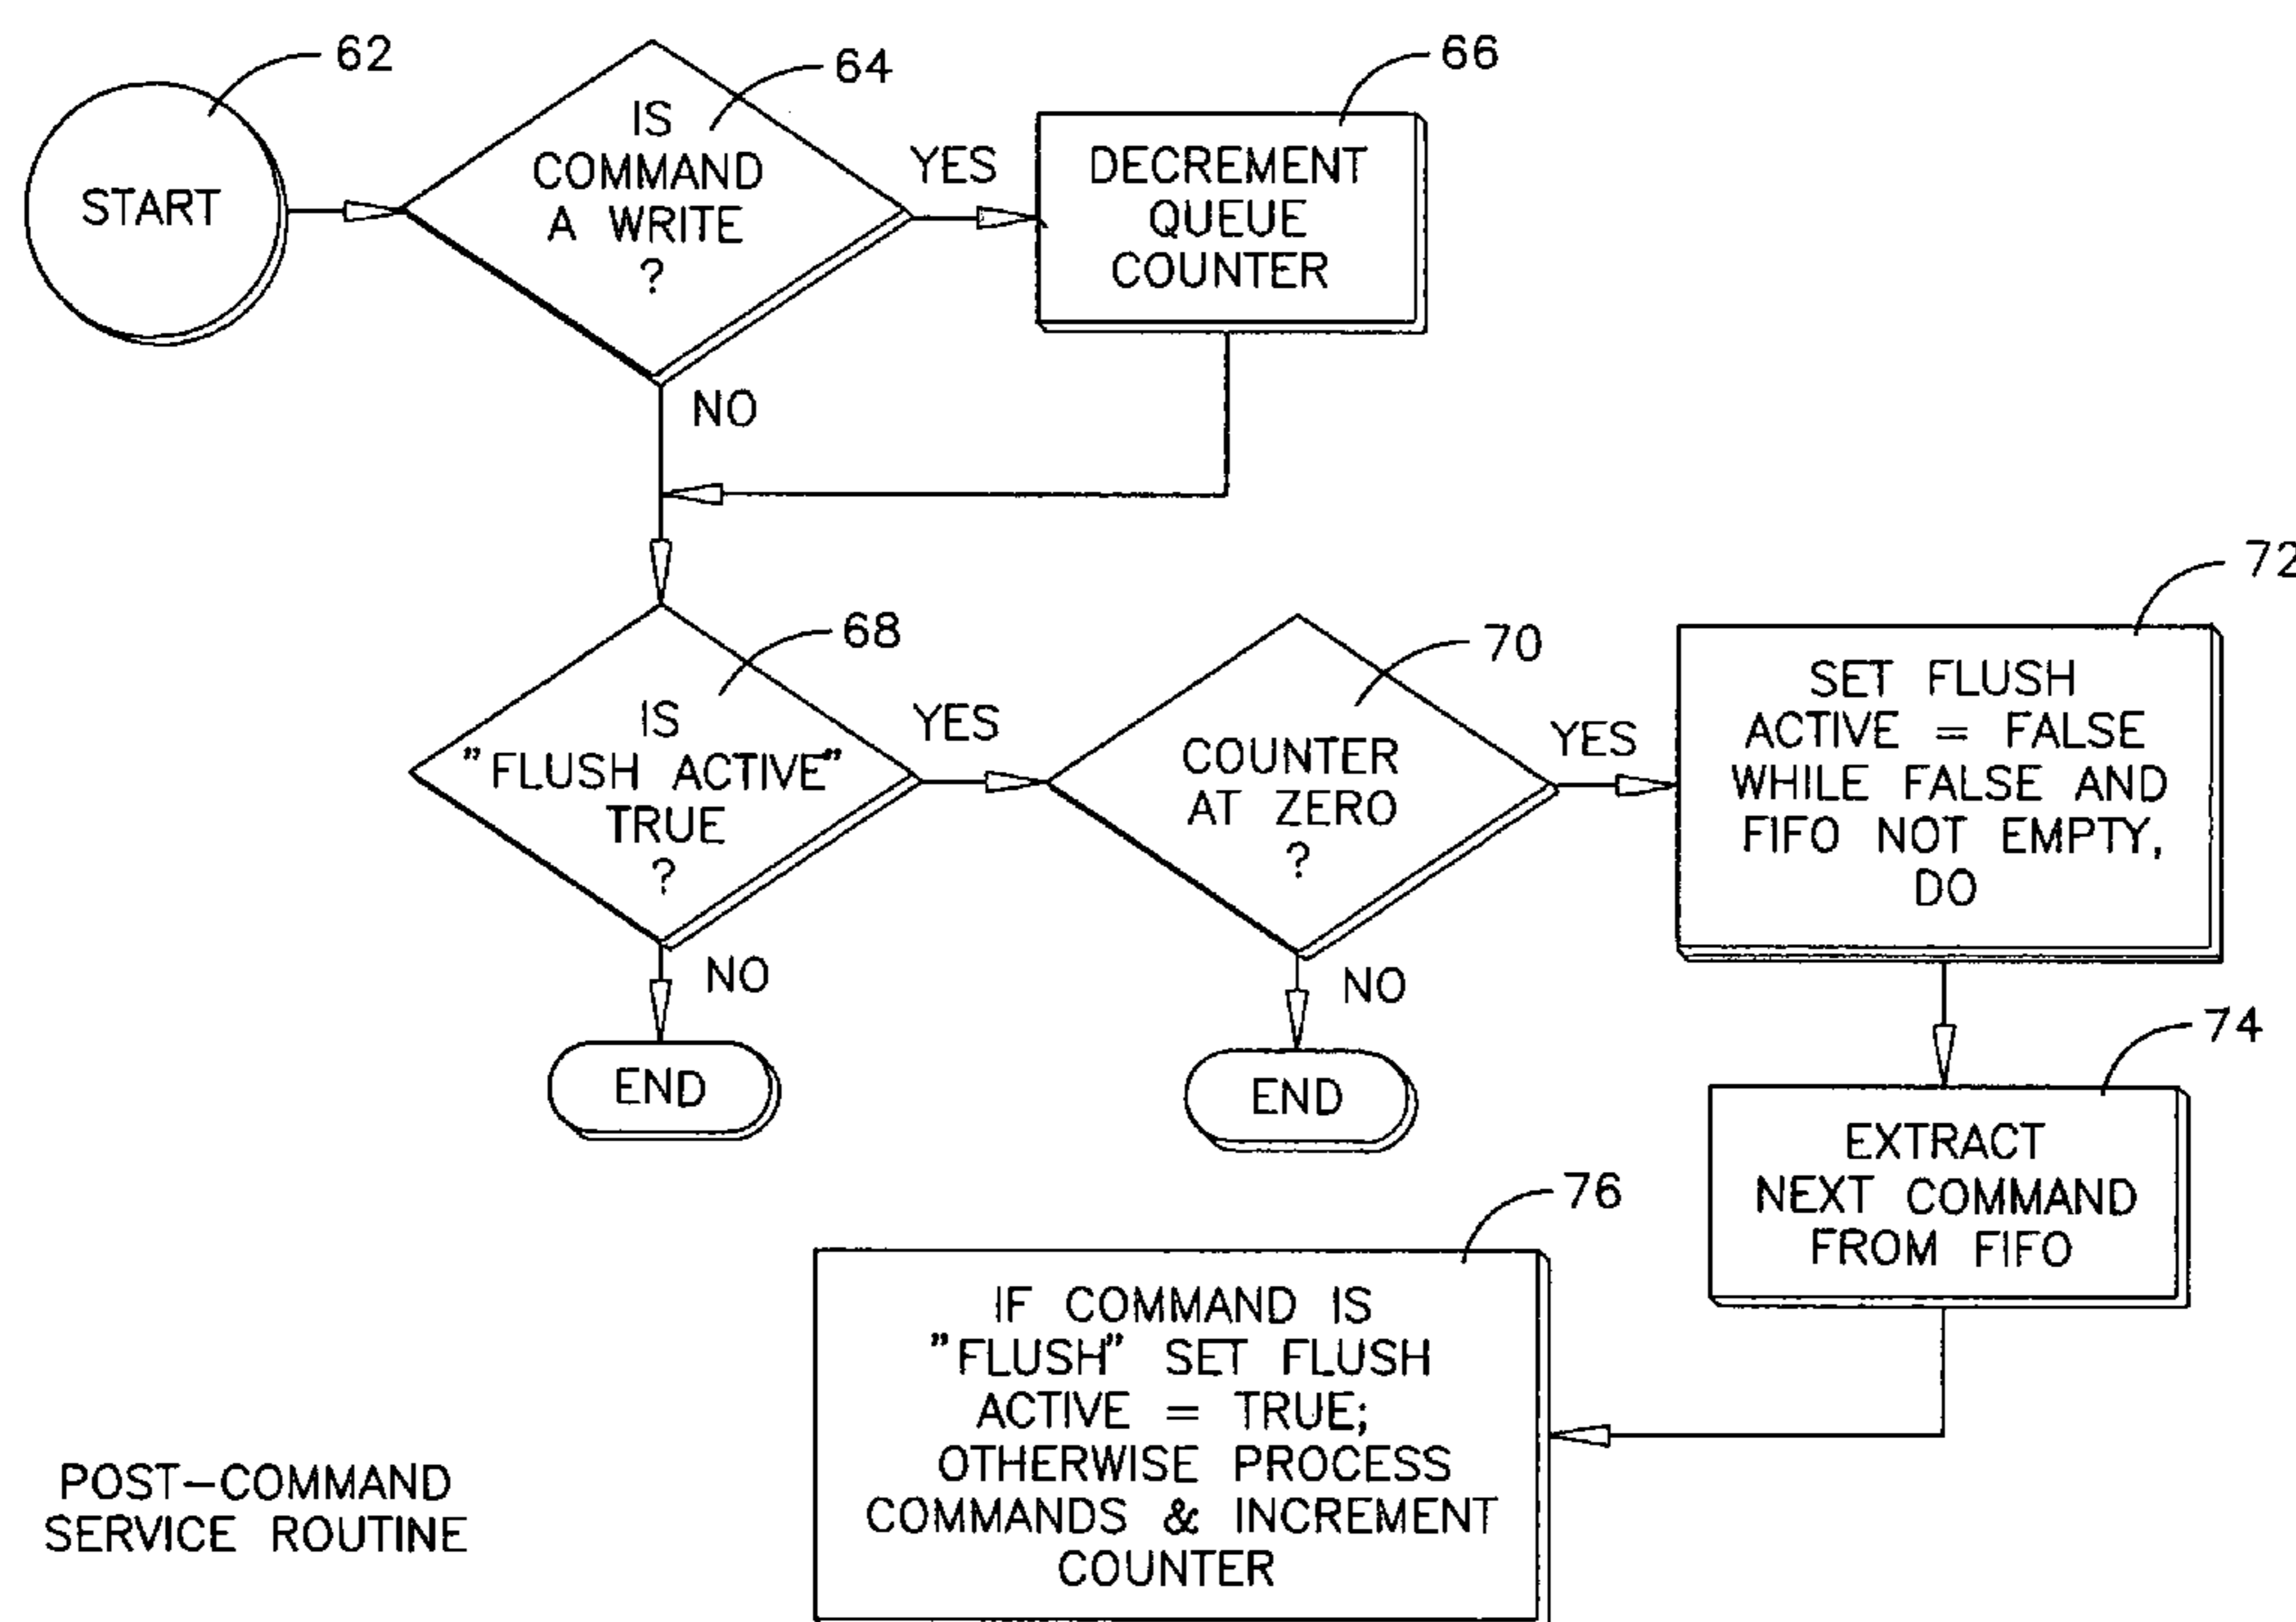 62
START
64
IS
COMMAND
A WRITE
?
YES
NO
66
DECREMENT
QUEUE
COUNTER
68
IS
"FLUSH ACTIVE"
TRUE
?
YES
NO
END
70
COUNTER
AT ZERO
?
YES
NO
END
72
SET FLUSH
ACTIVE = FALSE
WHILE FALSE AND
FIFO NOT EMPTY,
DO
74
EXTRACT
NEXT COMMAND
FROM FIFO
76
IF COMMAND IS
"FLUSH" SET FLUSH
ACTIVE = TRUE;
OTHERWISE PROCESS
COMMANDS & INCREMENT
COUNTER
POST-COMMAND
SERVICE ROUTINE